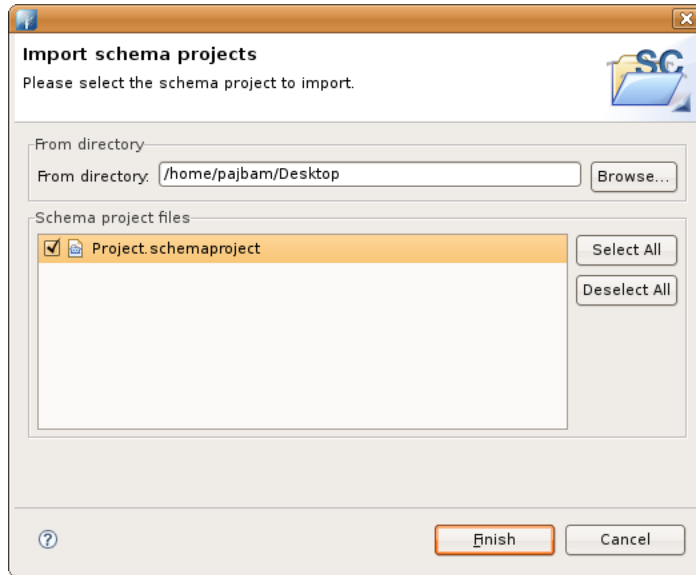 Import schema projects
Please select the schema project to import.
SC
From directory
From directory: /home/pajbam/Desktop Browse...
Schema project files
Project.schemaproject Select All
Deselect All
Finish Cancel